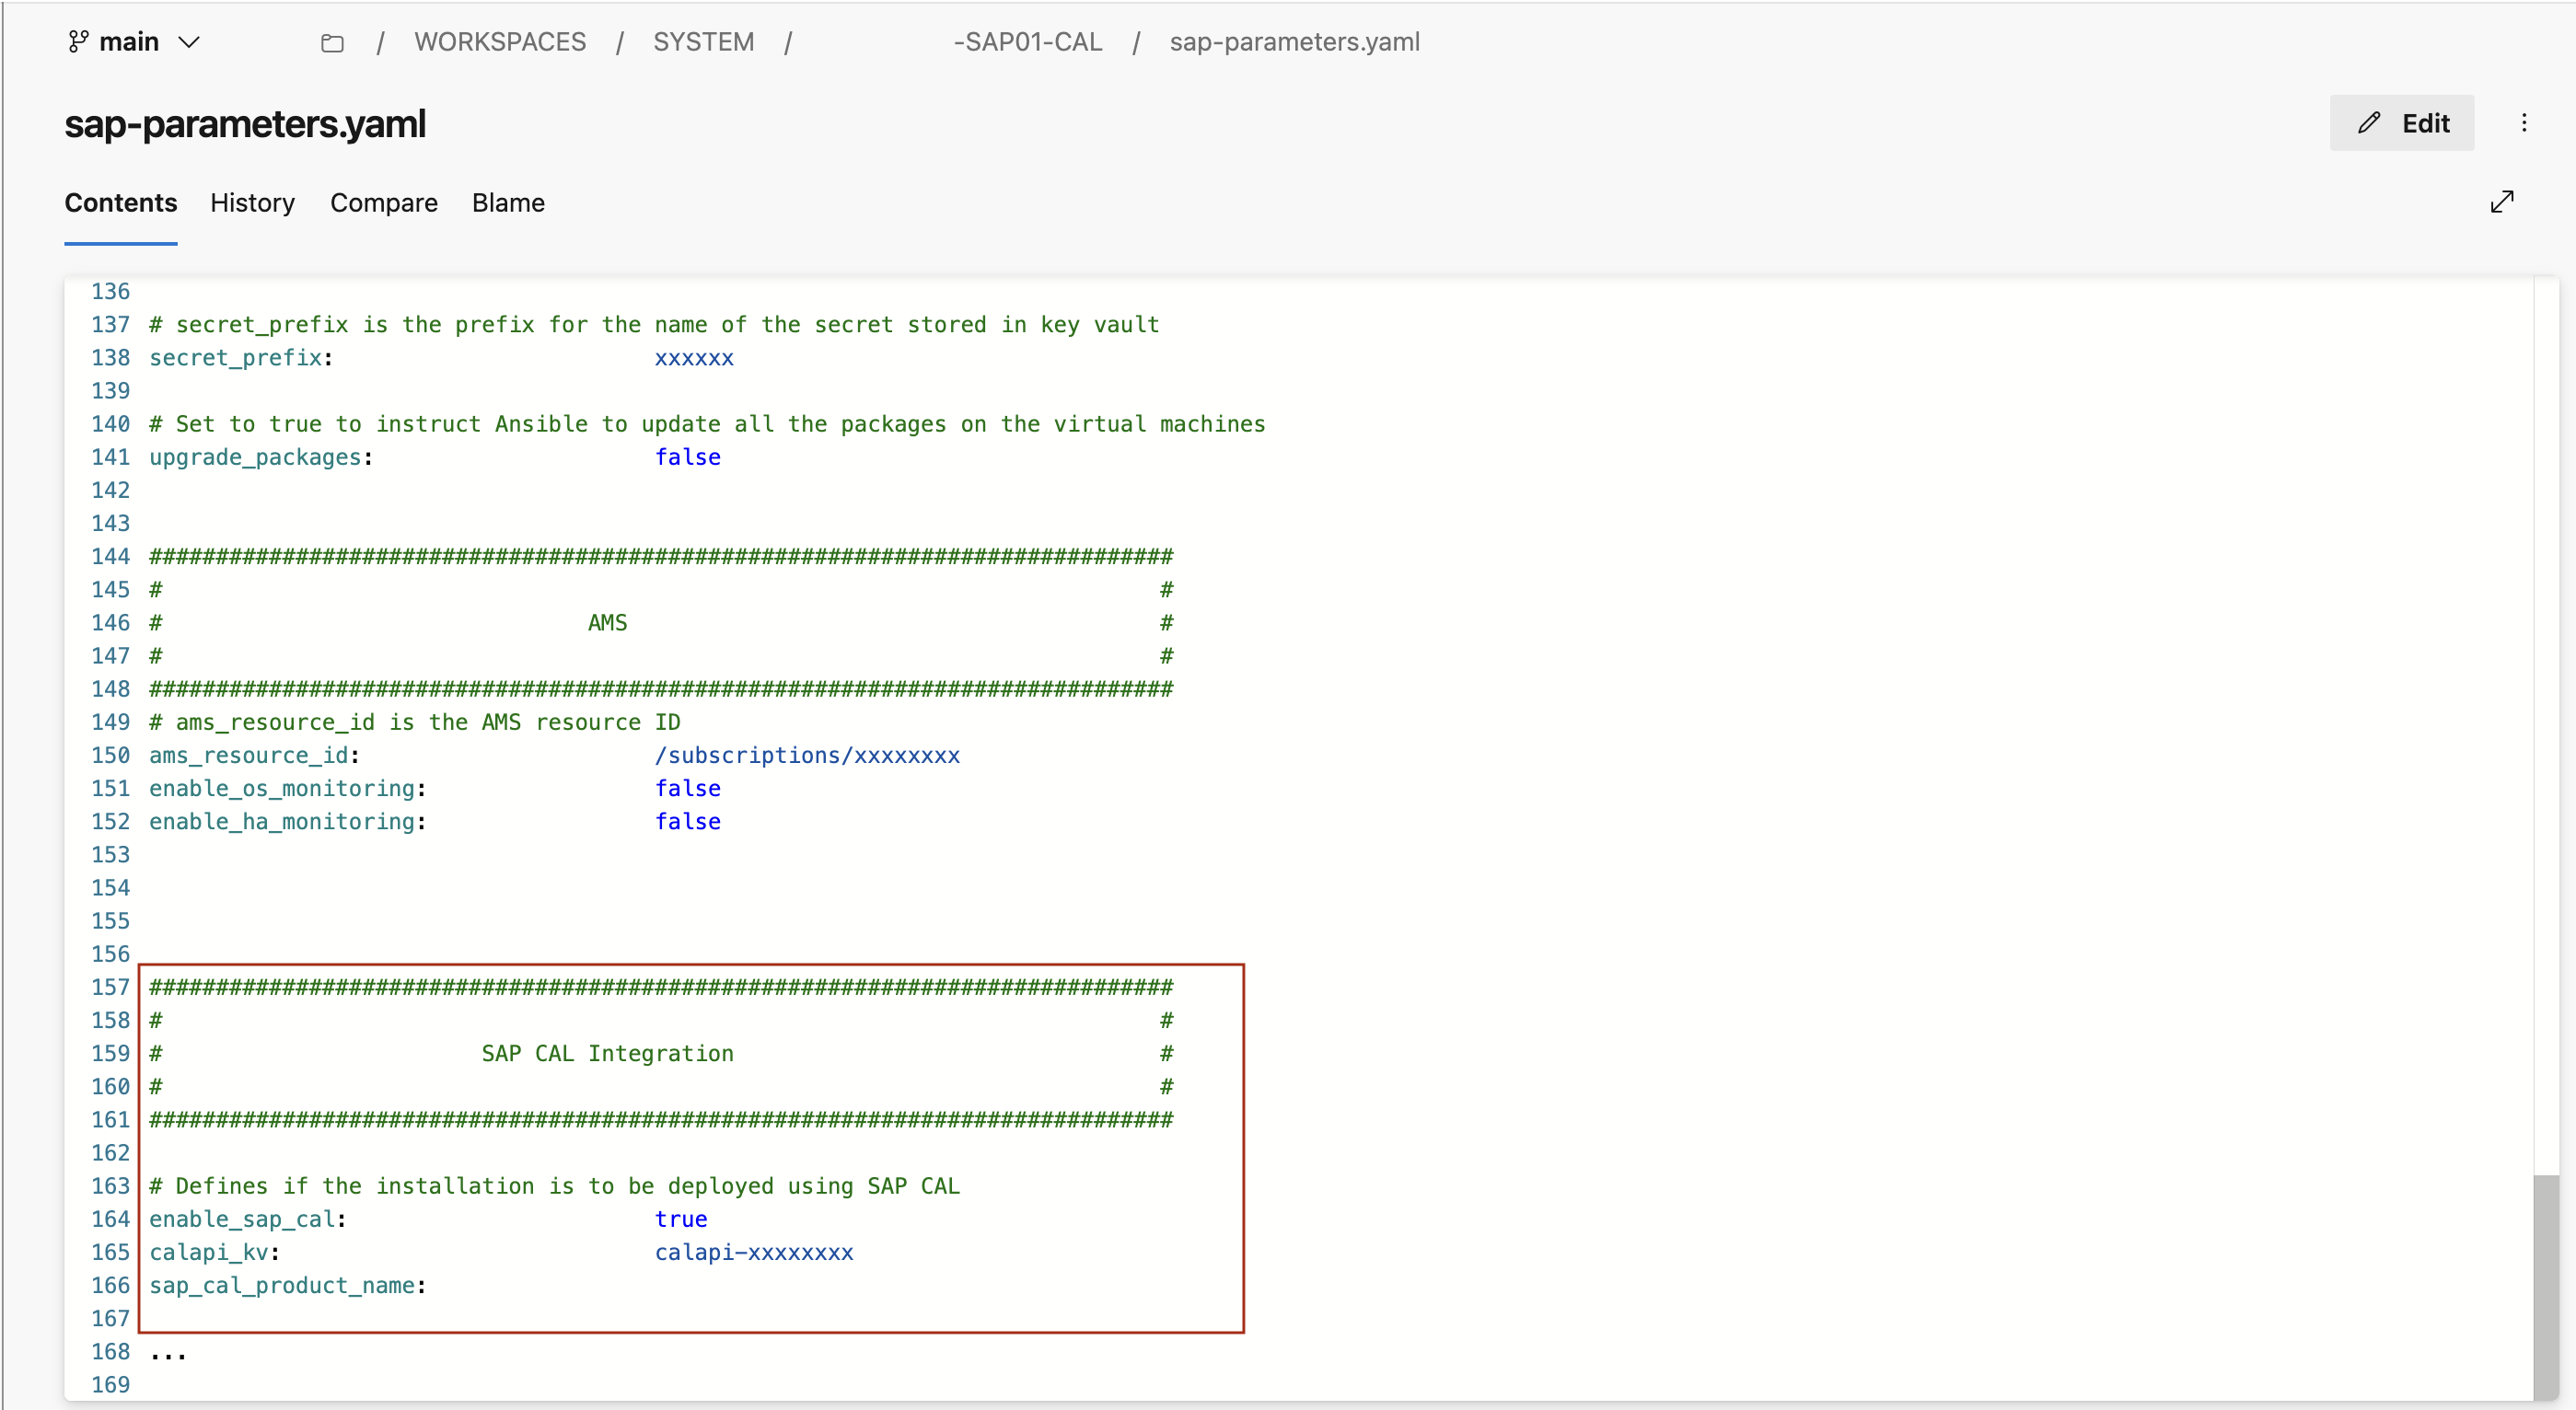 main / WORKSPACES / SYSTEM / -SAP01-CAL / sap-parameters.yaml
sap-parameters.yaml
Edit
Contents History Compare Blame
136
137 # secret_prefix is the prefix for the name of the secret stored in key vault
138 secret_prefix: xxxxxx
139
140 # Set to true to instruct Ansible to update all the packages on the virtual machines
141 upgrade_packages: false
142
143
144 #############################################################################
145 # #
146 # AMS #
147 # #
148 #############################################################################
149 # ams_resource_id is the AMS resource ID
150 ams_resource_id: /subscriptions/xxxxxxxx
151 enable_os_monitoring: false
152 enable_ha_monitoring: false
153
154
155
156
157 #############################################################################
158 # #
159 # SAP CAL Integration #
160 # #
161 #############################################################################
162
163 # Defines if the installation is to be deployed using SAP CAL
164 enable_sap_cal: true
165 calapi_kv: calapi-xxxxxxxx
166 sap_cal_product_name:
167
168 ...
169